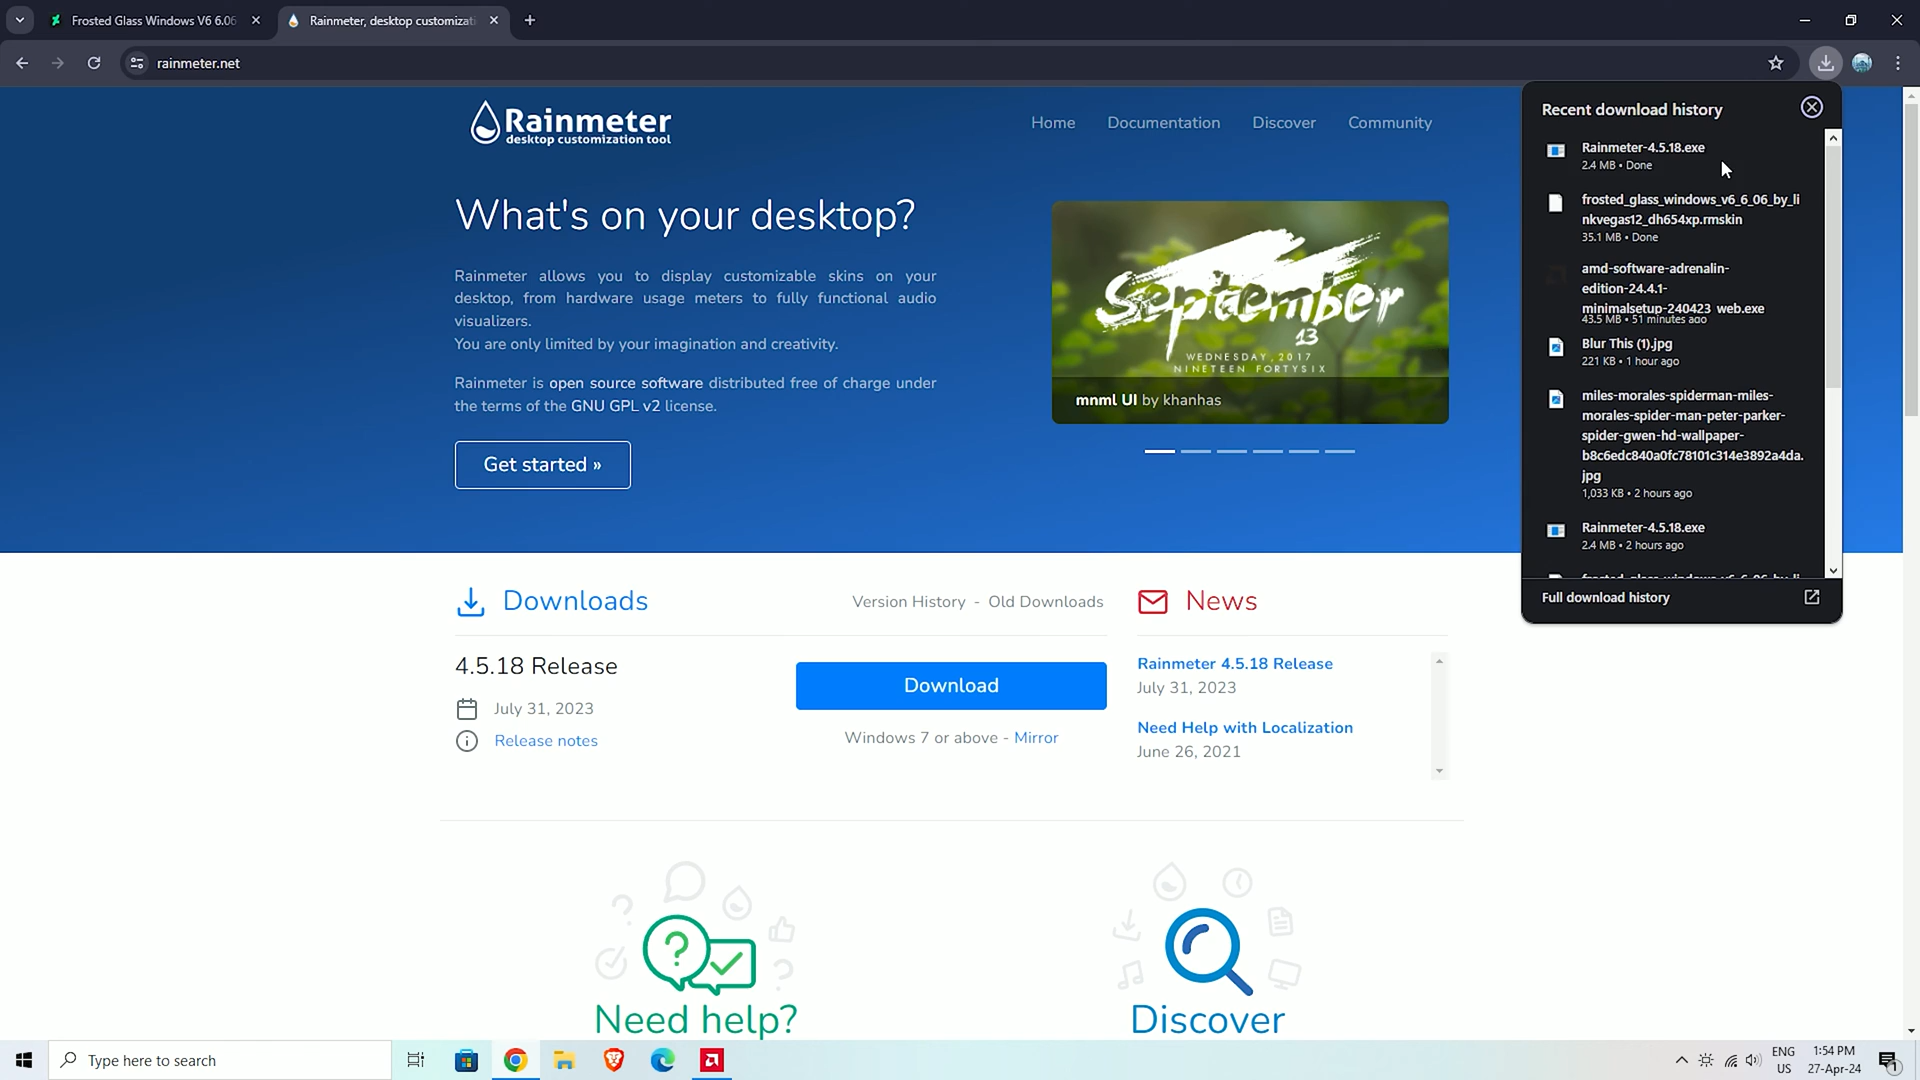 Frosted Glass Windows V6 6.06
Rainmeter, desktop customizati
rainmeter.net
Rainmeter
desktop customization tool
Home
Documentation
Discover
Community
What's on your desktop?
Rainmeter allows you to display customizable skins on your
desktop, from hardware usage meters to fully functional audio
visualizers.
You are only limited by your imagination and creativity.
Rainmeter is open source software distributed free of charge under
the terms of the GNU GPL v2 license.
Get started »
September
13
WEDNESDAY, 2017
NINETEEN FORTYSIX
mnml UI by khanhas
Recent download history
Rainmeter-4.5.18.exe
2.4 MB • Done
frosted_glass_windows_v6_6_06_by_li
nkvegas12_dh654xp.rmskin
35.1 MB • Done
amd-software-adrenalin-
edition-24.4.1-
minimalsetup-240423_web.exe
43.5 MB • 51 minutes ago
Blur This (1).jpg
221 KB • 1 hour ago
miles-morales-spiderman-miles-
morales-spider-man-peter-parker-
spider-gwen-hd-wallpaper-
b8c6edc840a0fc78101c314e3892a4da.
jpg
1,033 KB • 2 hours ago
Rainmeter-4.5.18.exe
2.4 MB • 2 hours ago
frosted_glass_windows_v6_6_06_by_li
Full download history
Downloads
Version History - Old Downloads
4.5.18 Release
July 31, 2023
Release notes
Download
Windows 7 or above - Mirror
News
Rainmeter 4.5.18 Release
July 31, 2023
Need Help with Localization
June 26, 2021
Need help?
Discover
Type here to search
ENG
US
1:54 PM
27-Apr-24
1